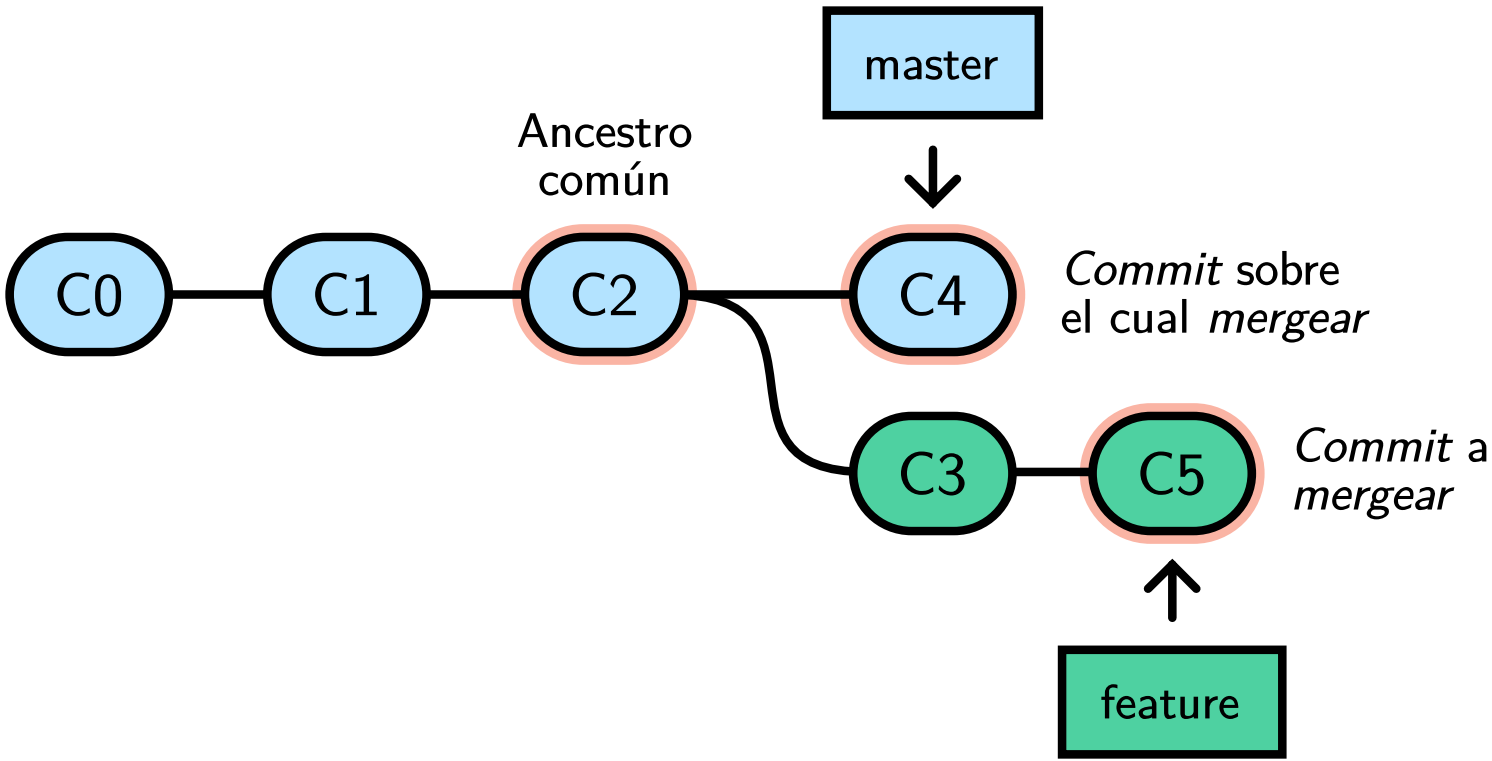 master
Ancestro
común
C0
C1
C2
C4
Commit sobre
el cual mergear
C3
C5
Commit a
mergear
feature